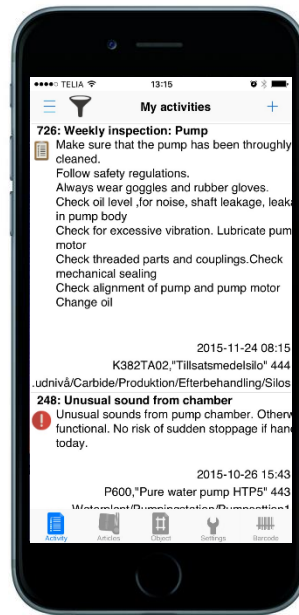 TELIA 13:15
My activities
726: Weekly inspection: Pump
Make sure that the pump has been throughly
cleaned.
Follow safety regulations.
Always wear goggles and rubber gloves.
Check oil level ,for noise, shaft leakage, leaka
in pump body
Check for excessive vibration. Lubricate pum
motor
Check threaded parts and couplings.Check
mechanical sealing
Check alignment of pump and pump motor
Change oil
2015-11-24 08:15
K382TA02,"Tillsatsmedelsilo" 444
.udnivå/Carbide/Produktion/Efterbehandling/Silos
248: Unusual sound from chamber
Unusual sounds from pump chamber. Otherw
functional. No risk of sudden stoppage if hand
today.
2015-10-26 15:43
P600,"Pure water pump HTP5" 443
Activity Articles Object Settings Barcode